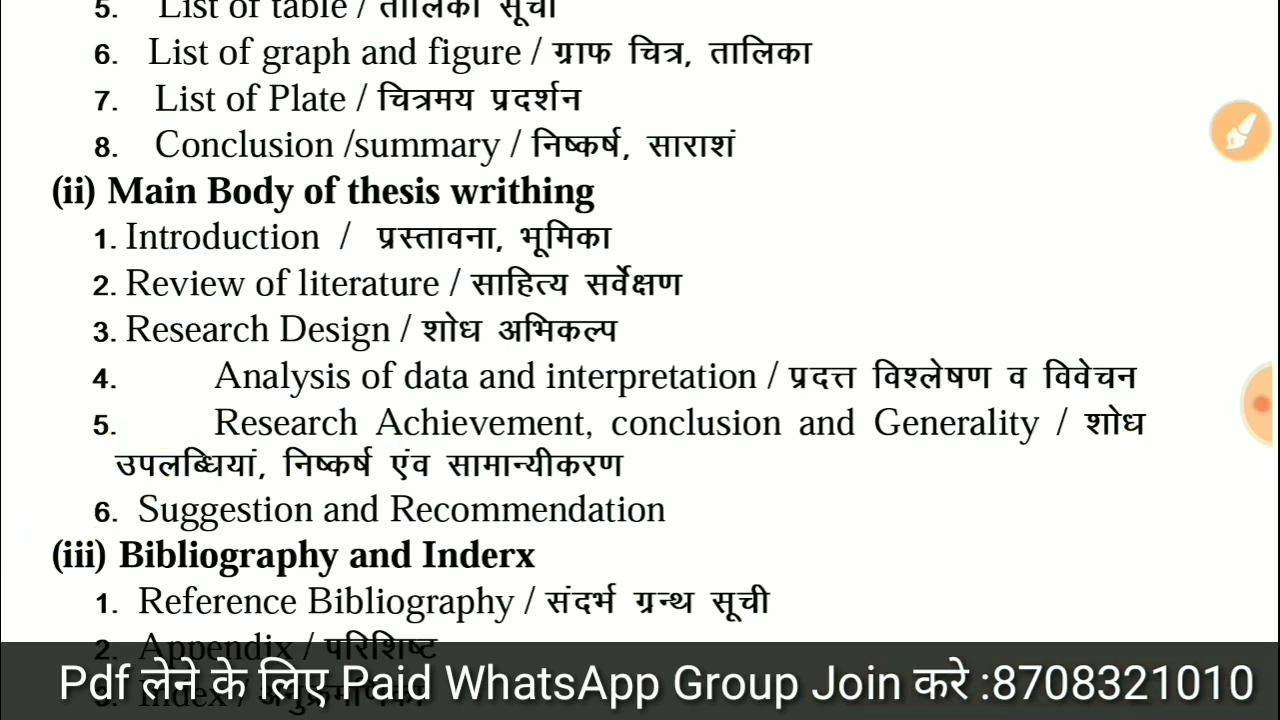 5. List of table / तालिका सूची
6. List of graph and figure / ग्राफ चित्र, तालिका
7. List of Plate / चित्रमय प्रदर्शन
8. Conclusion /summary / निष्कर्ष, साराशं
(ii) Main Body of thesis writhing
1. Introduction / प्रस्तावना, भूमिका
2. Review of literature / साहित्य सर्वेक्षण
3. Research Design / शोध अभिकल्प
4. Analysis of data and interpretation / प्रदत्त विश्लेषण व विवेचन
5. Research Achievement, conclusion and Generality / शोध
उपलब्धियां, निष्कर्ष एंव सामान्यीकरण
6. Suggestion and Recommendation
(iii) Bibliography and Inderx
1. Reference Bibliography / संदर्भ ग्रन्थ सूची
2. Appendix / परिशिष्ट
3. Index / अनुक्रमणिका
Pdf लेने के लिए Paid WhatsApp Group Join करे :8708321010